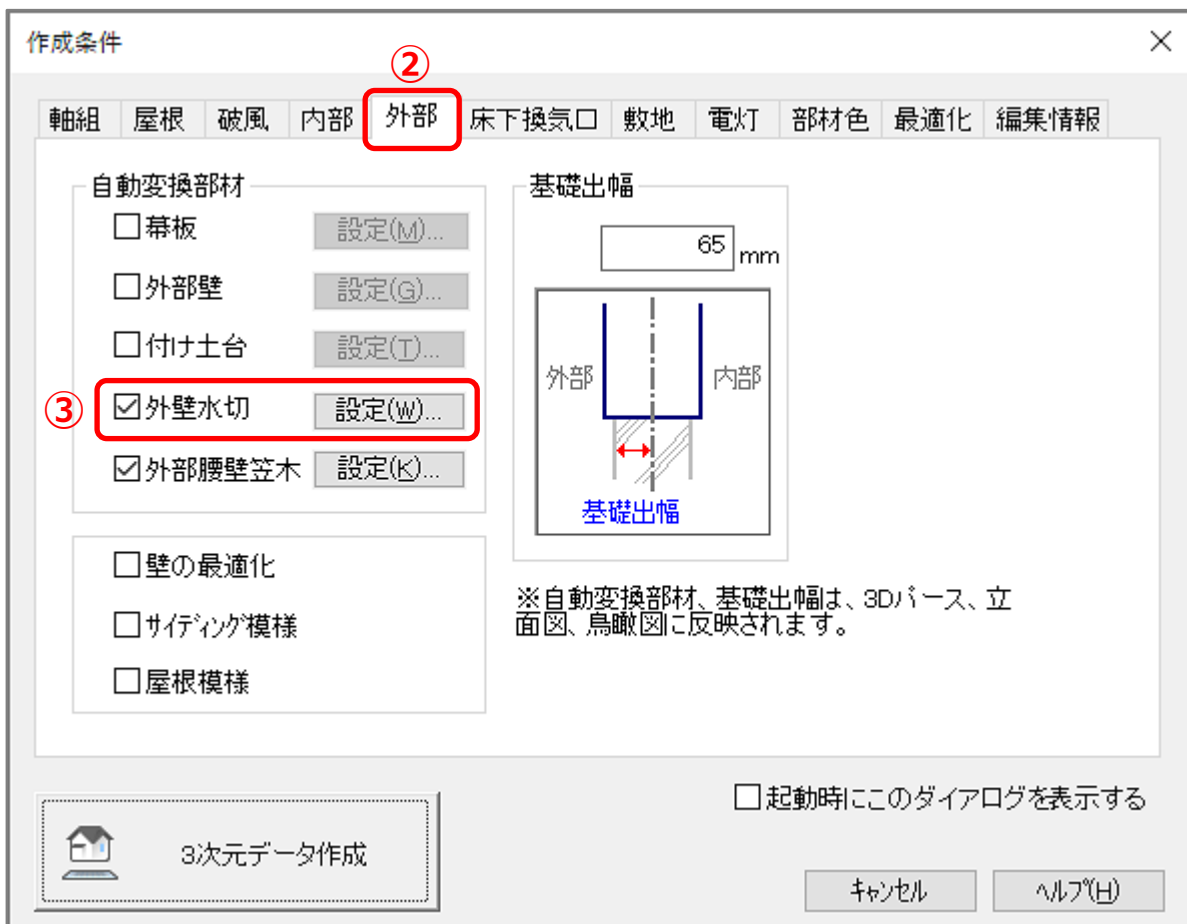 作成条件
②
軸組 屋根 破風 内部 外部 床下換気口 敷地 電灯 部材色 最適化 編集情報
自動変換部材
幕板 設定(M)...
外部壁 設定(G)...
付け土台 設定(T)...
③ 外壁水切 設定(W)...
外部腰壁笠木 設定(K)...
壁の最適化
サイディング模様
屋根模様
基礎出幅
65 mm
外部 内部
基礎出幅
※自動変換部材、基礎出幅は、3Dパース、立
面図、鳥瞰図に反映されます。
起動時にこのダイアログを表示する
3次元データ作成
キャンセル ヘルプ(H)